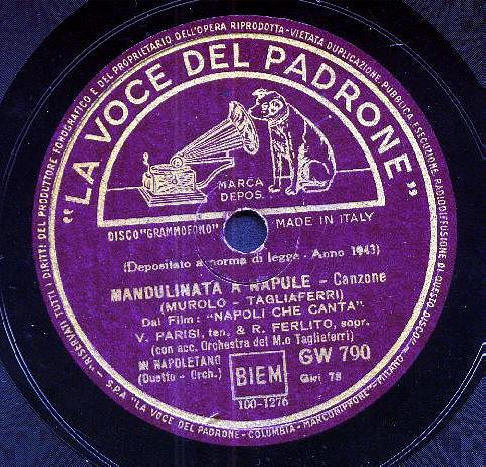 "RISERVATI TUTTI I DIRITTI DEL PRODUTTORE FONOGRAFICO E DEL PROPRIETARIO DELL'OPERA RIPRODOTTA - VIETATA DUPLICAZIONE, PUBBLICA ESECUZIONE, RADIODIFFUSIONE DI QUESTO DISCO
"LA VOCE DEL PADRONE"
MARCA
DEPOS.
DISCO "GRAMMOFONO"
MADE IN ITALY
(Depositato a norma di legge - Anno 1943)
MANDULINATA A NAPULE - Canzone
(MUROLO - TAGLIAFERRI)
Dal Film: "NAPOLI CHE CANTA"
V. PARISI, ten. & R. FERLITO, sopr.
(con acc. Orchestra del M.o Tagliaferri)
IN NAPOLETANO
(Duetto - Orch.)
BIEM
GW 790
Giri 78
100-1276
S.P.A. "LA VOCE DEL PADRONE - COLUMBIA - MARCONIPHONE" - MILANO